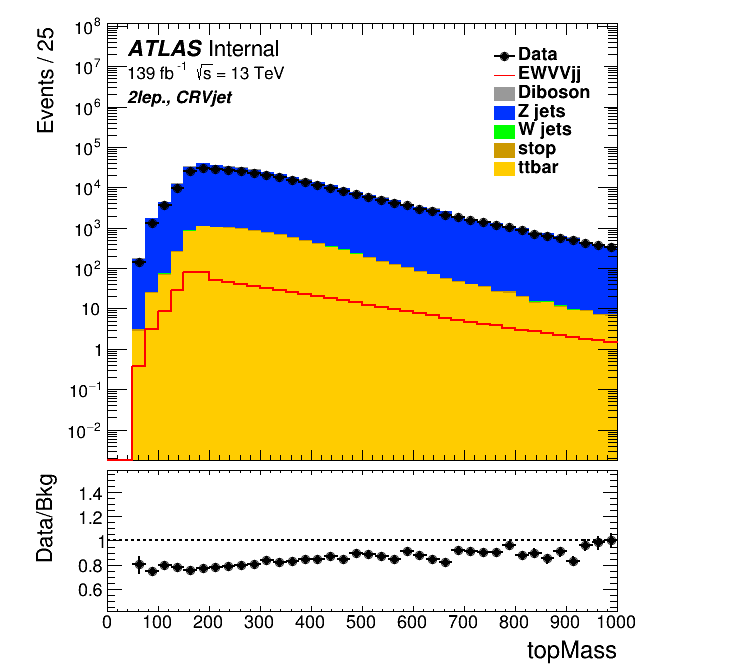 Events / 25
10⁸
10⁷
10⁶
10⁵
10⁴
10³
10²
10
1
10⁻¹
10⁻²
ATLAS Internal
139 fb⁻¹ √s = 13 TeV
2lep., CRVjet
Data
EWVVjj
Diboson
Z jets
W jets
stop
ttbar
Data/Bkg
1.4
1.2
1
0.8
0.6
0 100 200 300 400 500 600 700 800 900 1000
topMass